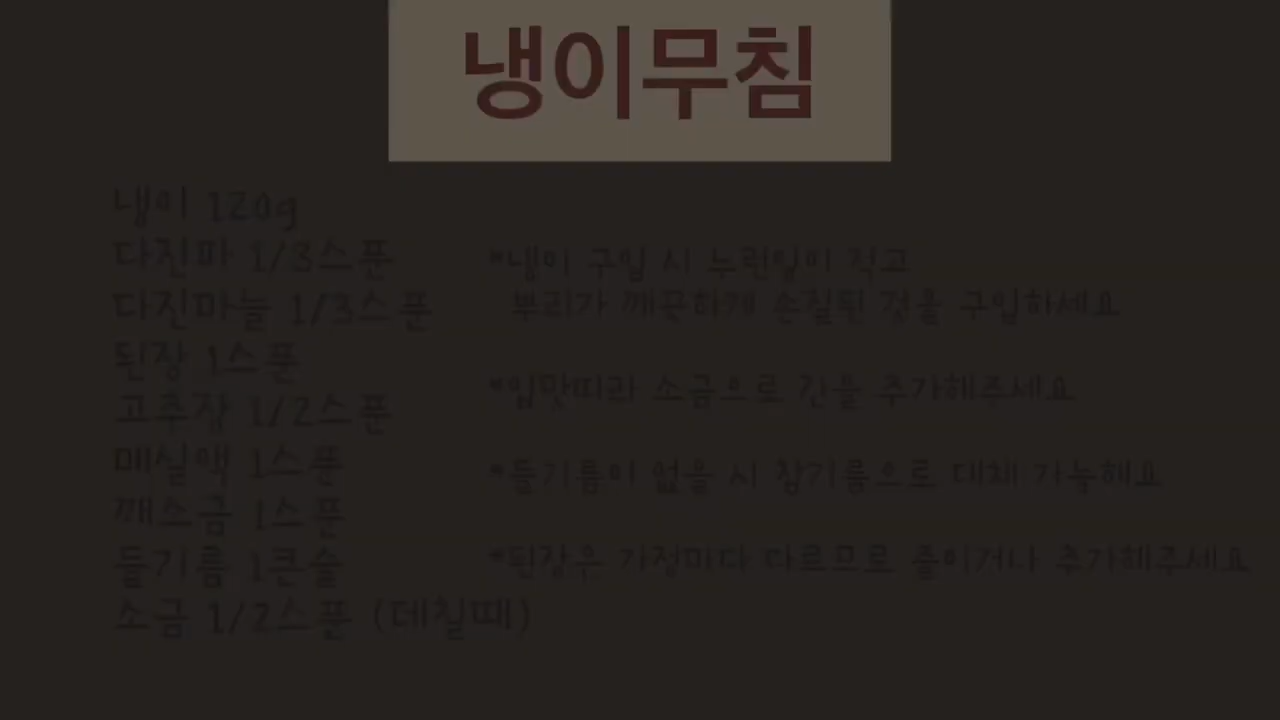 냉이무침
냉이 120g
다진파 1/3스푼
다진마늘 1/3스푼
된장 1스푼
고추장 1/2스푼
매실액 1스푼
깨소금 1스푼
들기름 1큰술
소금 1/2스푼 (데칠때)
*냉이 구입 시 누런잎이 적고
뿌리가 깨끗하게 손질된 것을 구입하세요
*입맛따라 소금으로 간을 추가해주세요
*들기름이 없을 시 참기름으로 대체 가능해요
*된장은 가정마다 다르므로 줄이거나 추가해주세요